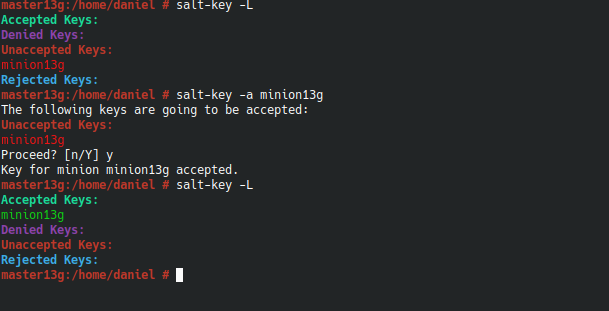 master13g:/home/daniel # salt-key -L
Accepted Keys:
Denied Keys:
Unaccepted Keys:
minion13g
Rejected Keys:
master13g:/home/daniel # salt-key -a minion13g
The following keys are going to be accepted:
Unaccepted Keys:
minion13g
Proceed? [n/Y] y
Key for minion minion13g accepted.
master13g:/home/daniel # salt-key -L
Accepted Keys:
minion13g
Denied Keys:
Unaccepted Keys:
Rejected Keys:
master13g:/home/daniel #